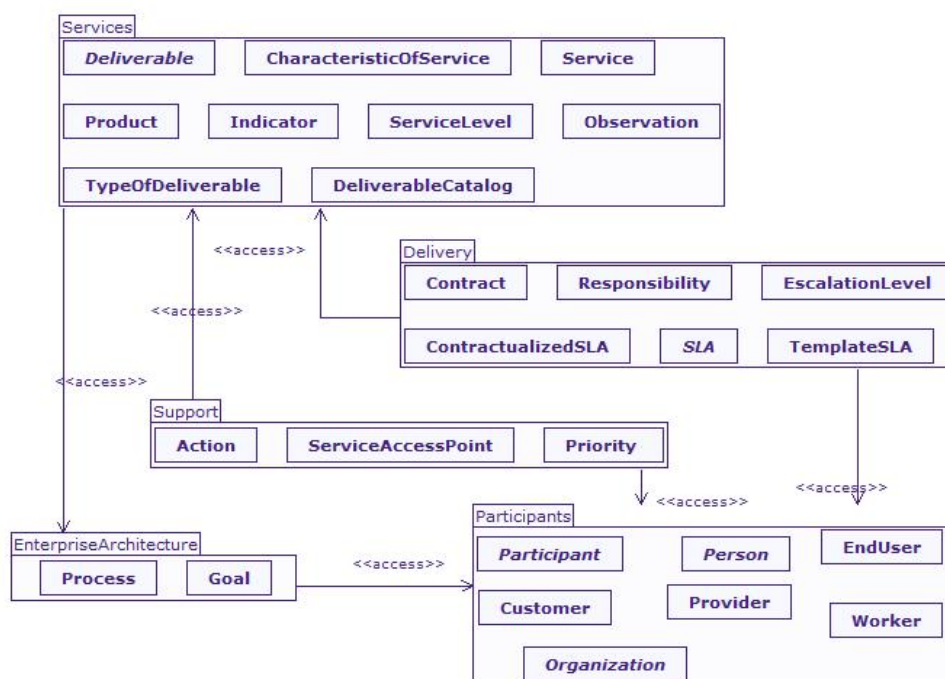 Services
Deliverable CharacteristicOfService Service
Product Indicator ServiceLevel Observation
TypeOfDeliverable DeliverableCatalog
<<access>>
Delivery
Contract Responsibility EscalationLevel
ContractualizedSLA SLA TemplateSLA
<<access>>
<<access>>
Support
Action ServiceAccessPoint Priority
<<access>>
<<access>>
Participants
Participant Person EndUser
Customer Provider Worker
Organization
EnterpriseArchitecture
Process Goal
<<access>>